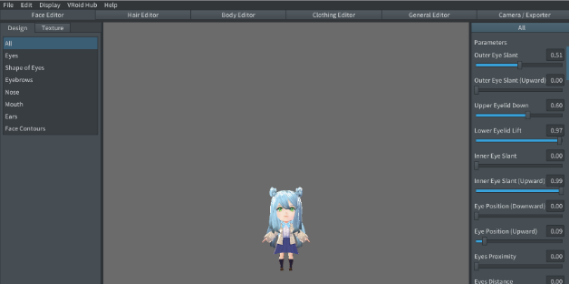 File Edit Display VRoid Hub Help
Face Editor Hair Editor Body Editor Clothing Editor General Editor Camera / Exporter
Design Texture
All
Eyes
Shape of Eyes
Eyebrows
Nose
Mouth
Ears
Face Contours
All
Parameters
Outer Eye Slant 0.51
Outer Eye Slant (Upward) 0.00
Upper Eyelid Down 0.60
Lower Eyelid Lift 0.97
Inner Eye Slant 0.00
Inner Eye Slant (Upward) 0.99
Eye Position (Downward) 0.00
Eye Position (Upward) 0.09
Eyes Proximity 0.00
Eyes Distance 0.00